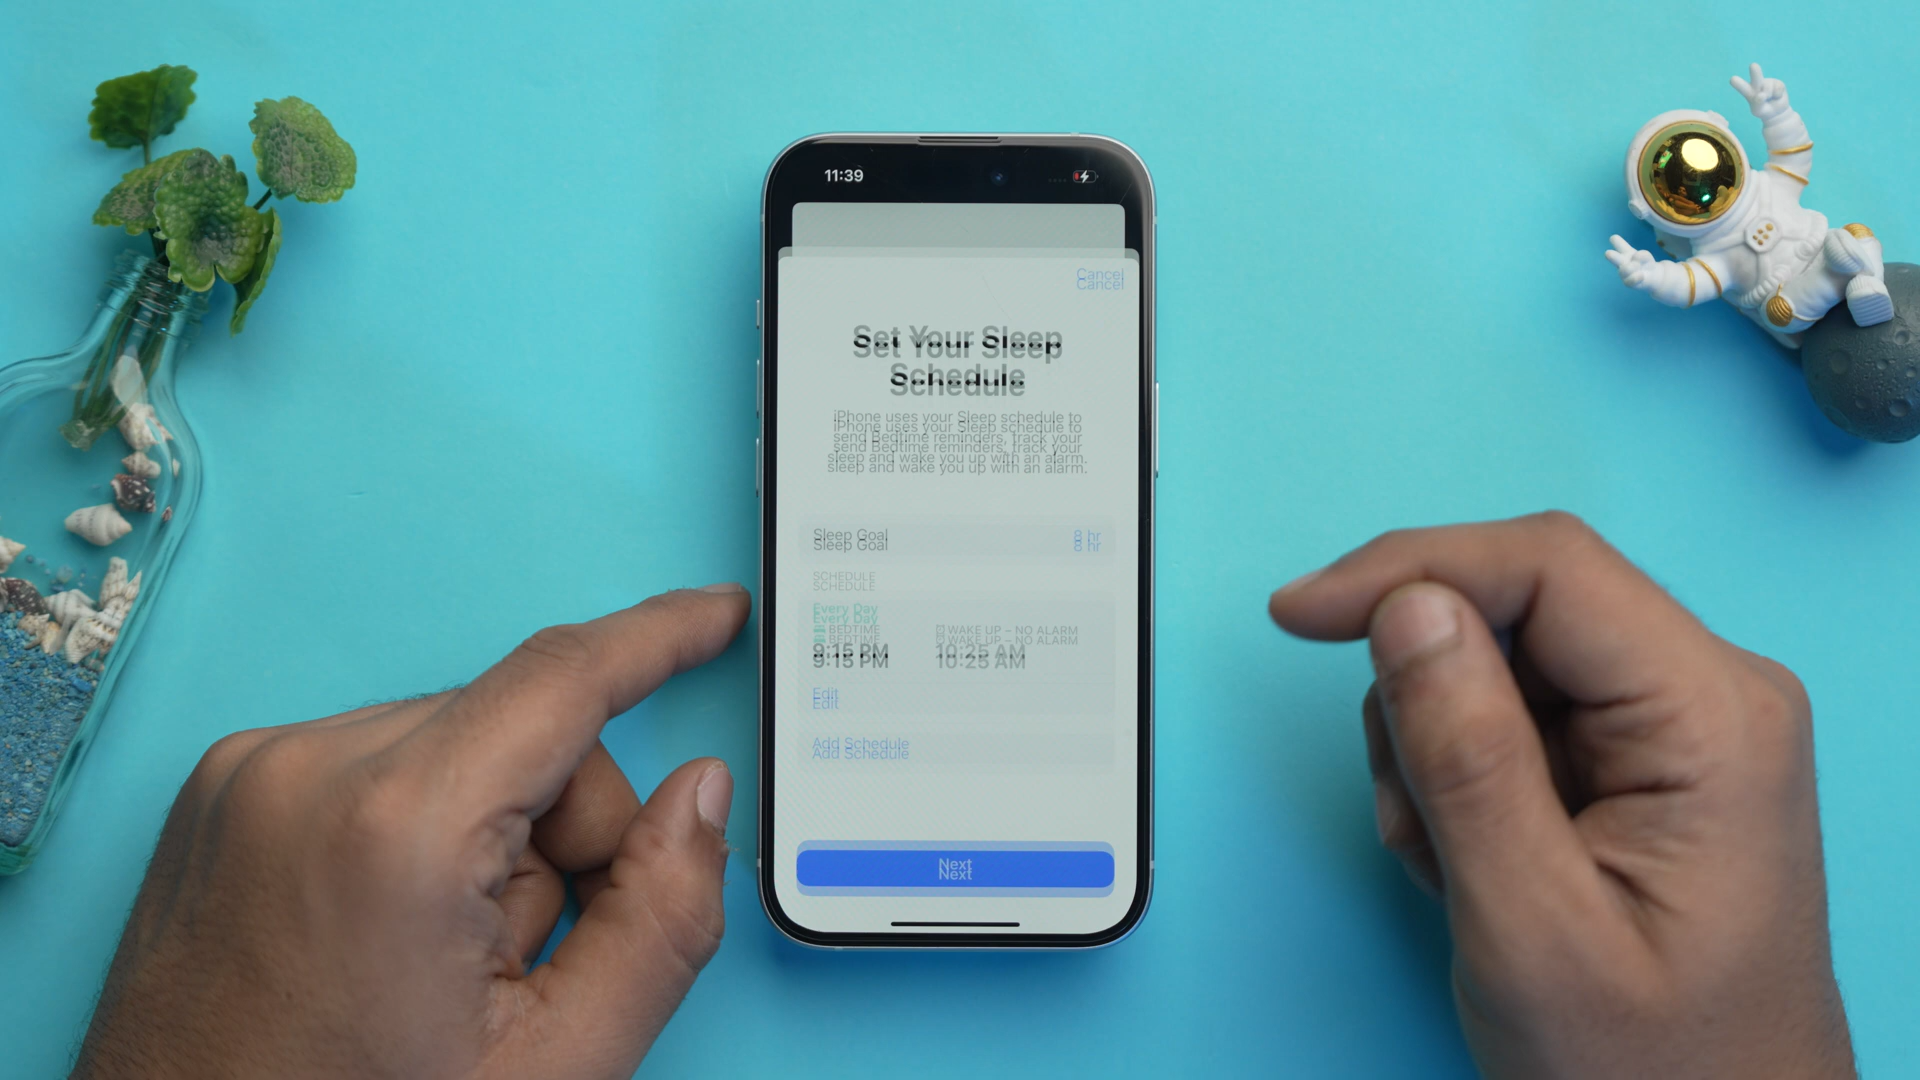 11:39
Cancel
Set Your Sleep
Schedule
iPhone uses your Sleep schedule to
send Bedtime reminders, track your
sleep and wake you up with an alarm.
Sleep Goal 8 hr
SCHEDULE
Every Day
BEDTIME WAKE UP – NO ALARM
9:15 PM 10:25 AM
Edit
Add Schedule
Next